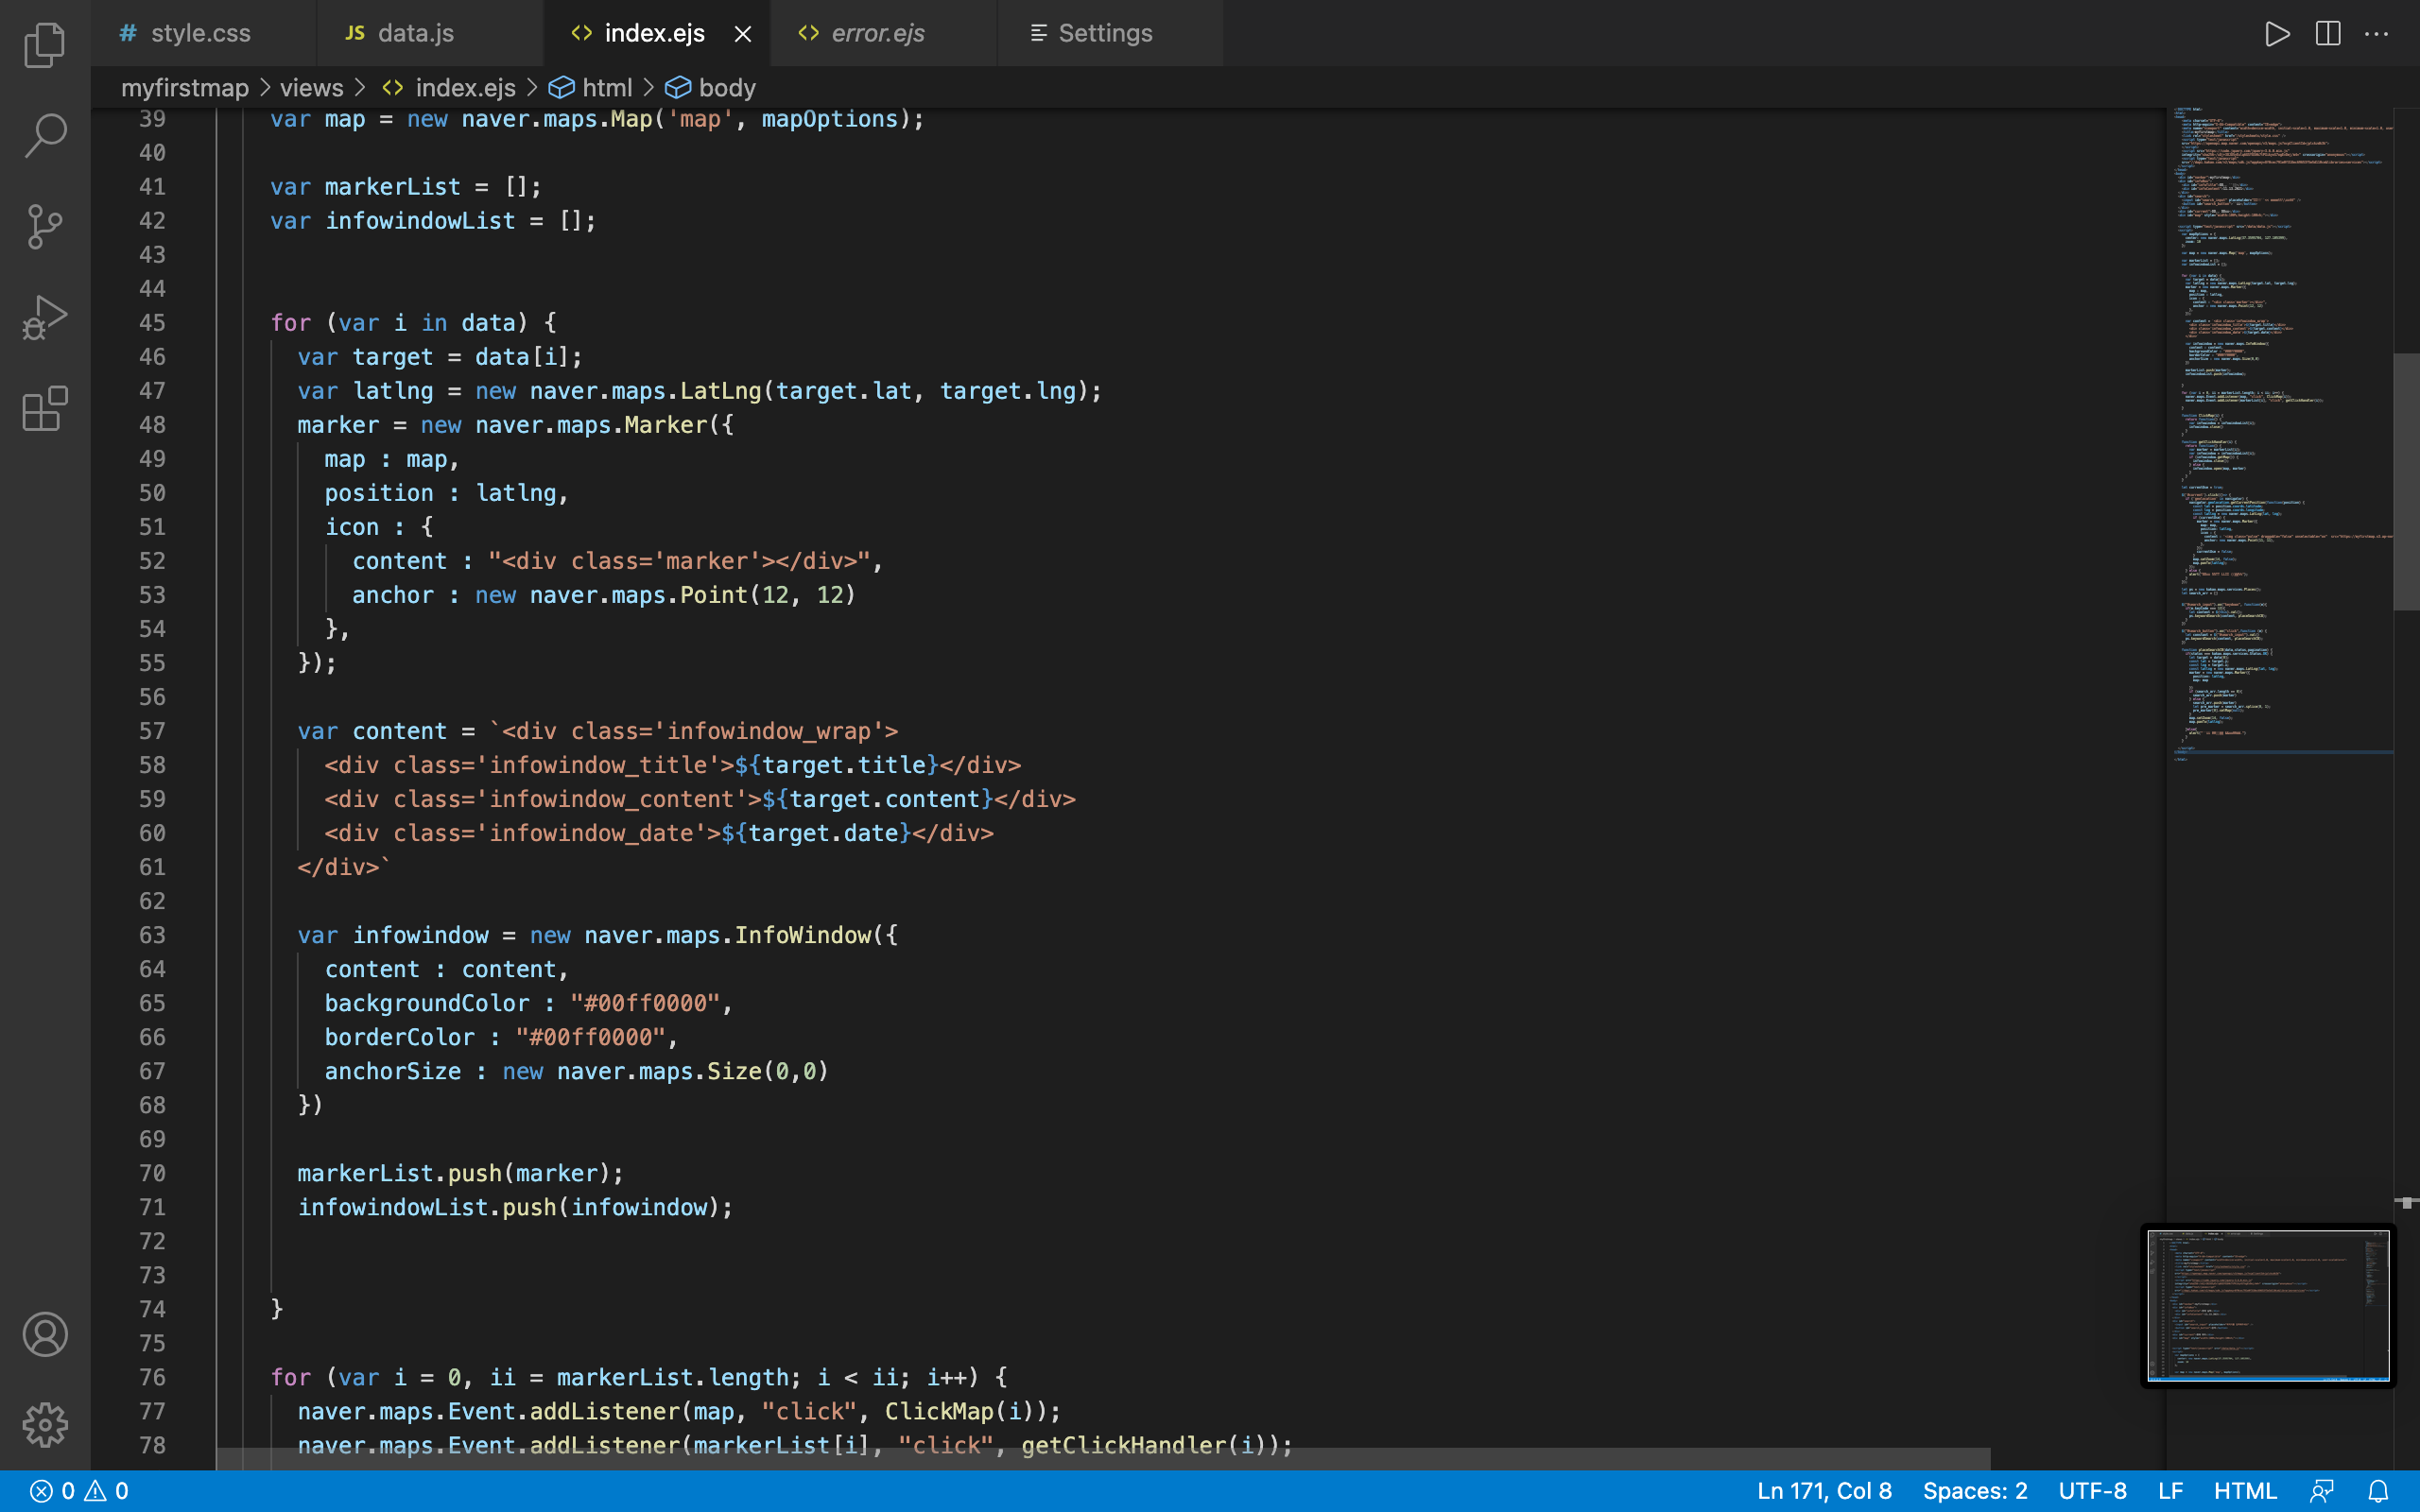 # style.css
JS data.js
<> index.ejs
<> error.ejs
Settings
myfirstmap > views > <> index.ejs > html > body
39 var map = new naver.maps.Map('map', mapOptions);
40
41 var markerList = [];
42 var infowindowList = [];
43
44
45 for (var i in data) {
46 var target = data[i];
47 var latlng = new naver.maps.LatLng(target.lat, target.lng);
48 marker = new naver.maps.Marker({
49 map : map,
50 position : latlng,
51 icon : {
52 content : "<div class='marker'></div>",
53 anchor : new naver.maps.Point(12, 12)
54 },
55 });
56
57 var content = `<div class='infowindow_wrap'>
58 <div class='infowindow_title'>${target.title}</div>
59 <div class='infowindow_content'>${target.content}</div>
60 <div class='infowindow_date'>${target.date}</div>
61 </div>`
62
63 var infowindow = new naver.maps.InfoWindow({
64 content : content,
65 backgroundColor : "#00ff0000",
66 borderColor : "#00ff0000",
67 anchorSize : new naver.maps.Size(0,0)
68 })
69
70 markerList.push(marker);
71 infowindowList.push(infowindow);
72
73
74 }
75
76 for (var i = 0, ii = markerList.length; i < ii; i++) {
77 naver.maps.Event.addListener(map, "click", ClickMap(i));
78 naver.maps.Event.addListener(markerList[i], "click", getClickHandler(i));
0 0
Ln 171, Col 8
Spaces: 2
UTF-8
LF
HTML